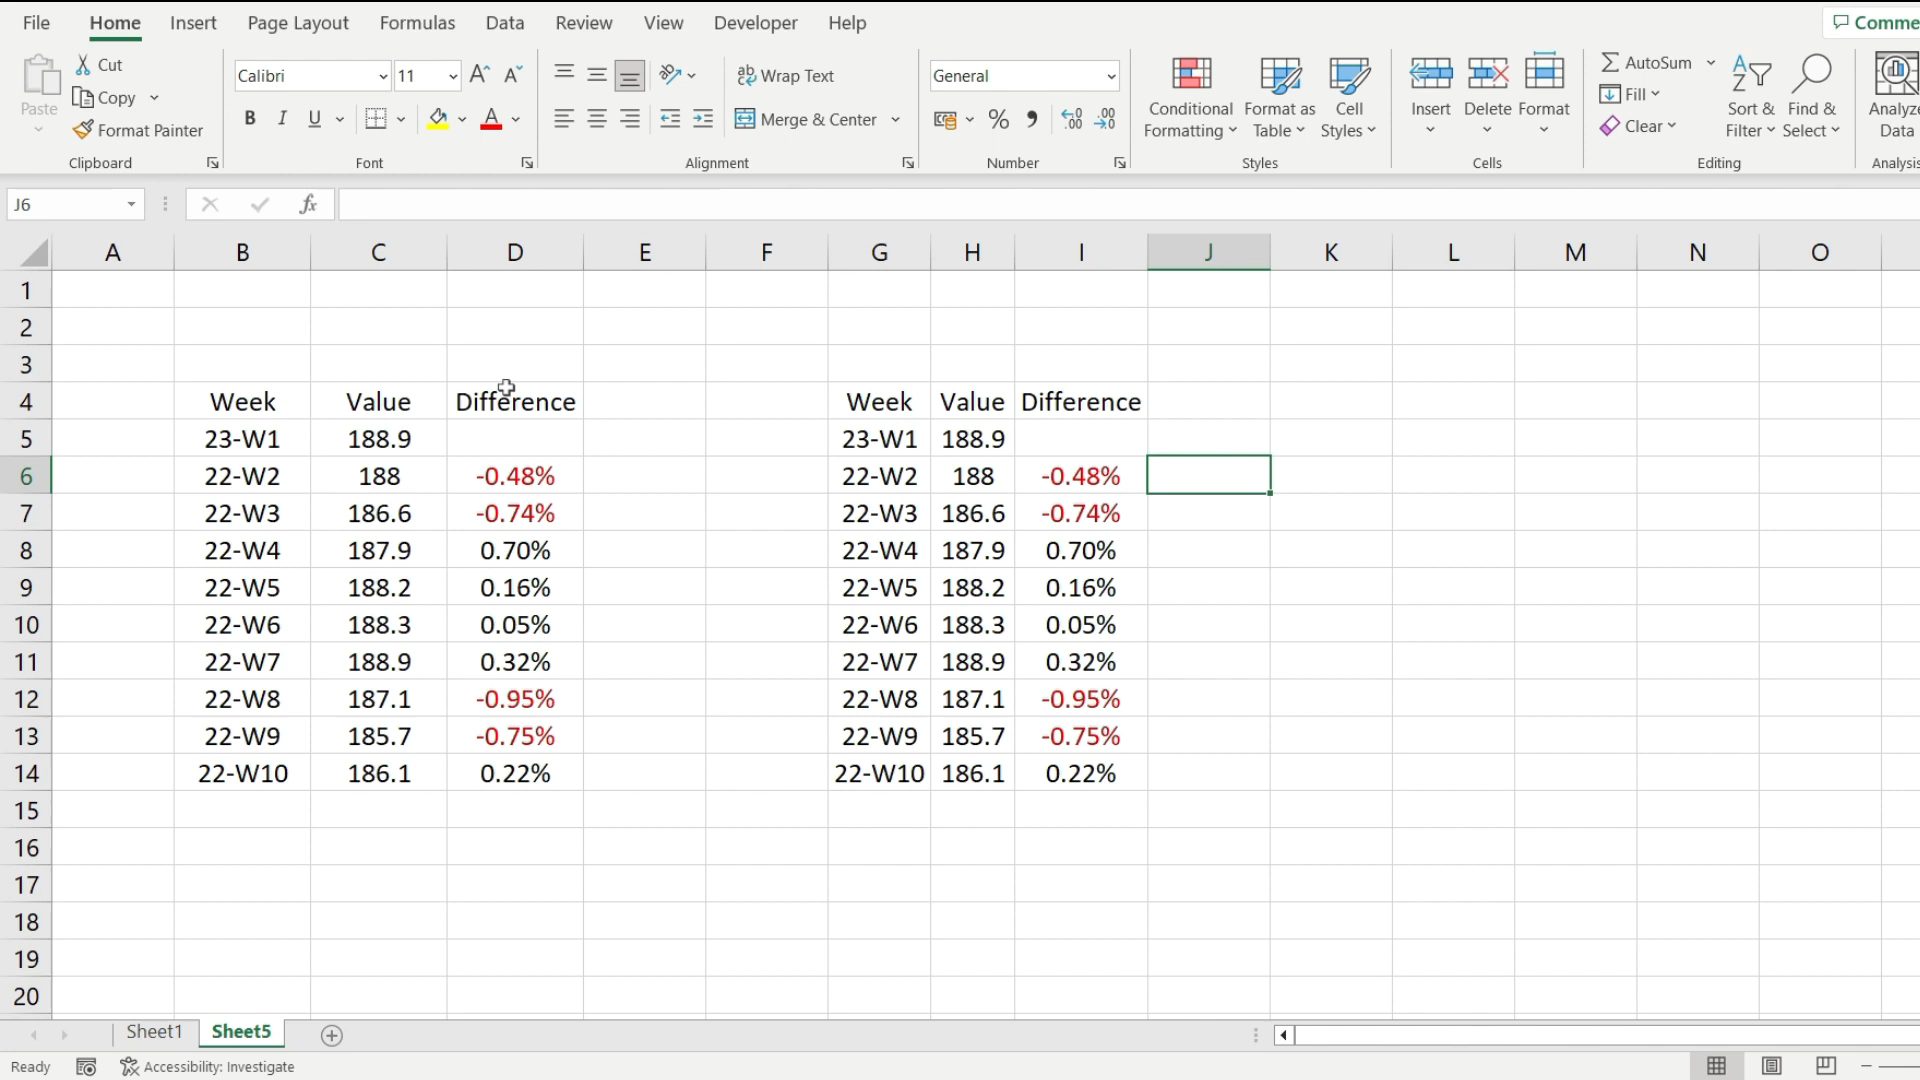 File Home Insert Page Layout Formulas Data Review View Developer Help Comme
Paste Cut Copy Format Painter Clipboard
Calibri 11 A A B I U A Font
ab Wrap Text Merge & Center Alignment
General % Number
Conditional Formatting Format as Table Cell Styles Styles
Insert Delete Format Cells
AutoSum Fill Clear Sort & Filter Find & Select Editing
Analyze Data Analysis
J6 fx
A B C D E F G H I J K L M N O
1
2
3
4 Week Value Difference Week Value Difference
5 23-W1 188.9 23-W1 188.9
6 22-W2 188 -0.48% 22-W2 188 -0.48%
7 22-W3 186.6 -0.74% 22-W3 186.6 -0.74%
8 22-W4 187.9 0.70% 22-W4 187.9 0.70%
9 22-W5 188.2 0.16% 22-W5 188.2 0.16%
10 22-W6 188.3 0.05% 22-W6 188.3 0.05%
11 22-W7 188.9 0.32% 22-W7 188.9 0.32%
12 22-W8 187.1 -0.95% 22-W8 187.1 -0.95%
13 22-W9 185.7 -0.75% 22-W9 185.7 -0.75%
14 22-W10 186.1 0.22% 22-W10 186.1 0.22%
15
16
17
18
19
20
Sheet1 Sheet5
Ready Accessibility: Investigate